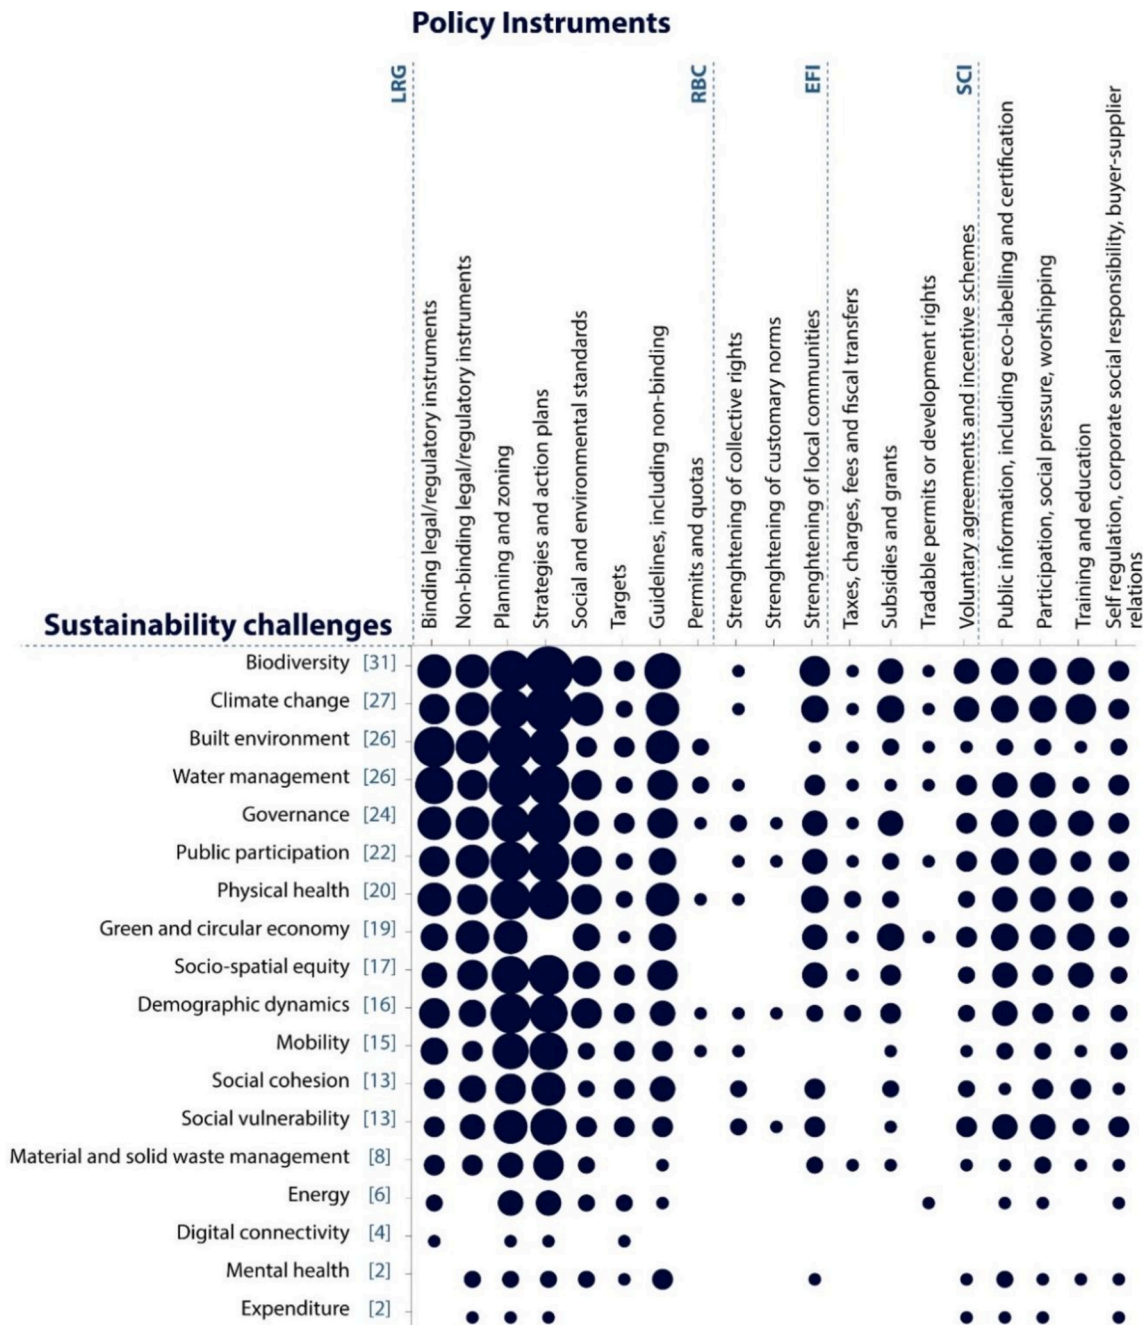 Policy Instruments
LRG
RBC
EFI
SCI
Binding legal/regulatory instruments
Non-binding legal/regulatory instruments
Planning and zoning
Strategies and action plans
Social and environmental standards
Targets
Guidelines, including non-binding
Permits and quotas
Strenghtening of collective rights
Strenghtening of customary norms
Strenghtening of local communities
Taxes, charges, fees and fiscal transfers
Subsidies and grants
Tradable permits or development rights
Voluntary agreements and incentive schemes
Public information, including eco-labelling and certification
Participation, social pressure, worshipping
Training and education
Self regulation, corporate social responsibility, buyer-supplier
relations
Sustainability challenges
Biodiversity [31]
Climate change [27]
Built environment [26]
Water management [26]
Governance [24]
Public participation [22]
Physical health [20]
Green and circular economy [19]
Socio-spatial equity [17]
Demographic dynamics [16]
Mobility [15]
Social cohesion [13]
Social vulnerability [13]
Material and solid waste management [8]
Energy [6]
Digital connectivity [4]
Mental health [2]
Expenditure [2]